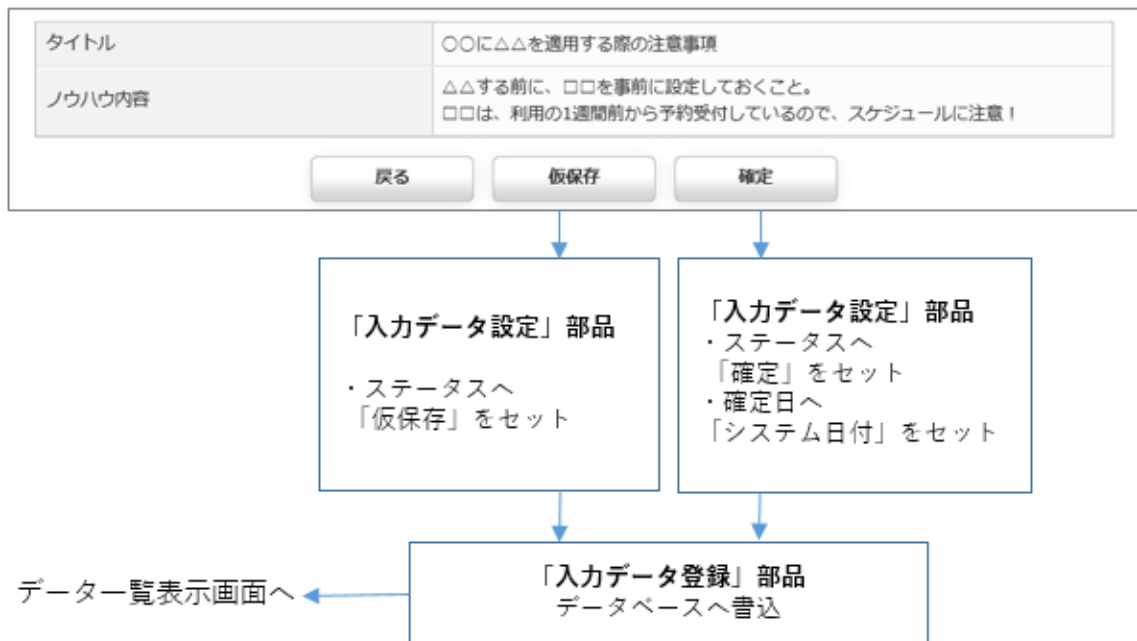 タイトル
○○に△△を適用する際の注意事項
ノウハウ内容
△△する前に、□□を事前に設定しておくこと。
□□は、利用の1週間前から予約受付しているので、スケジュールに注意！
戻る
仮保存
確定
「入力データ設定」部品
・ステータスへ
「仮保存」をセット
「入力データ設定」部品
・ステータスへ
「確定」をセット
・確定日へ
「システム日付」をセット
「入力データ登録」部品
データベースへ書込
データ一覧表示画面へ